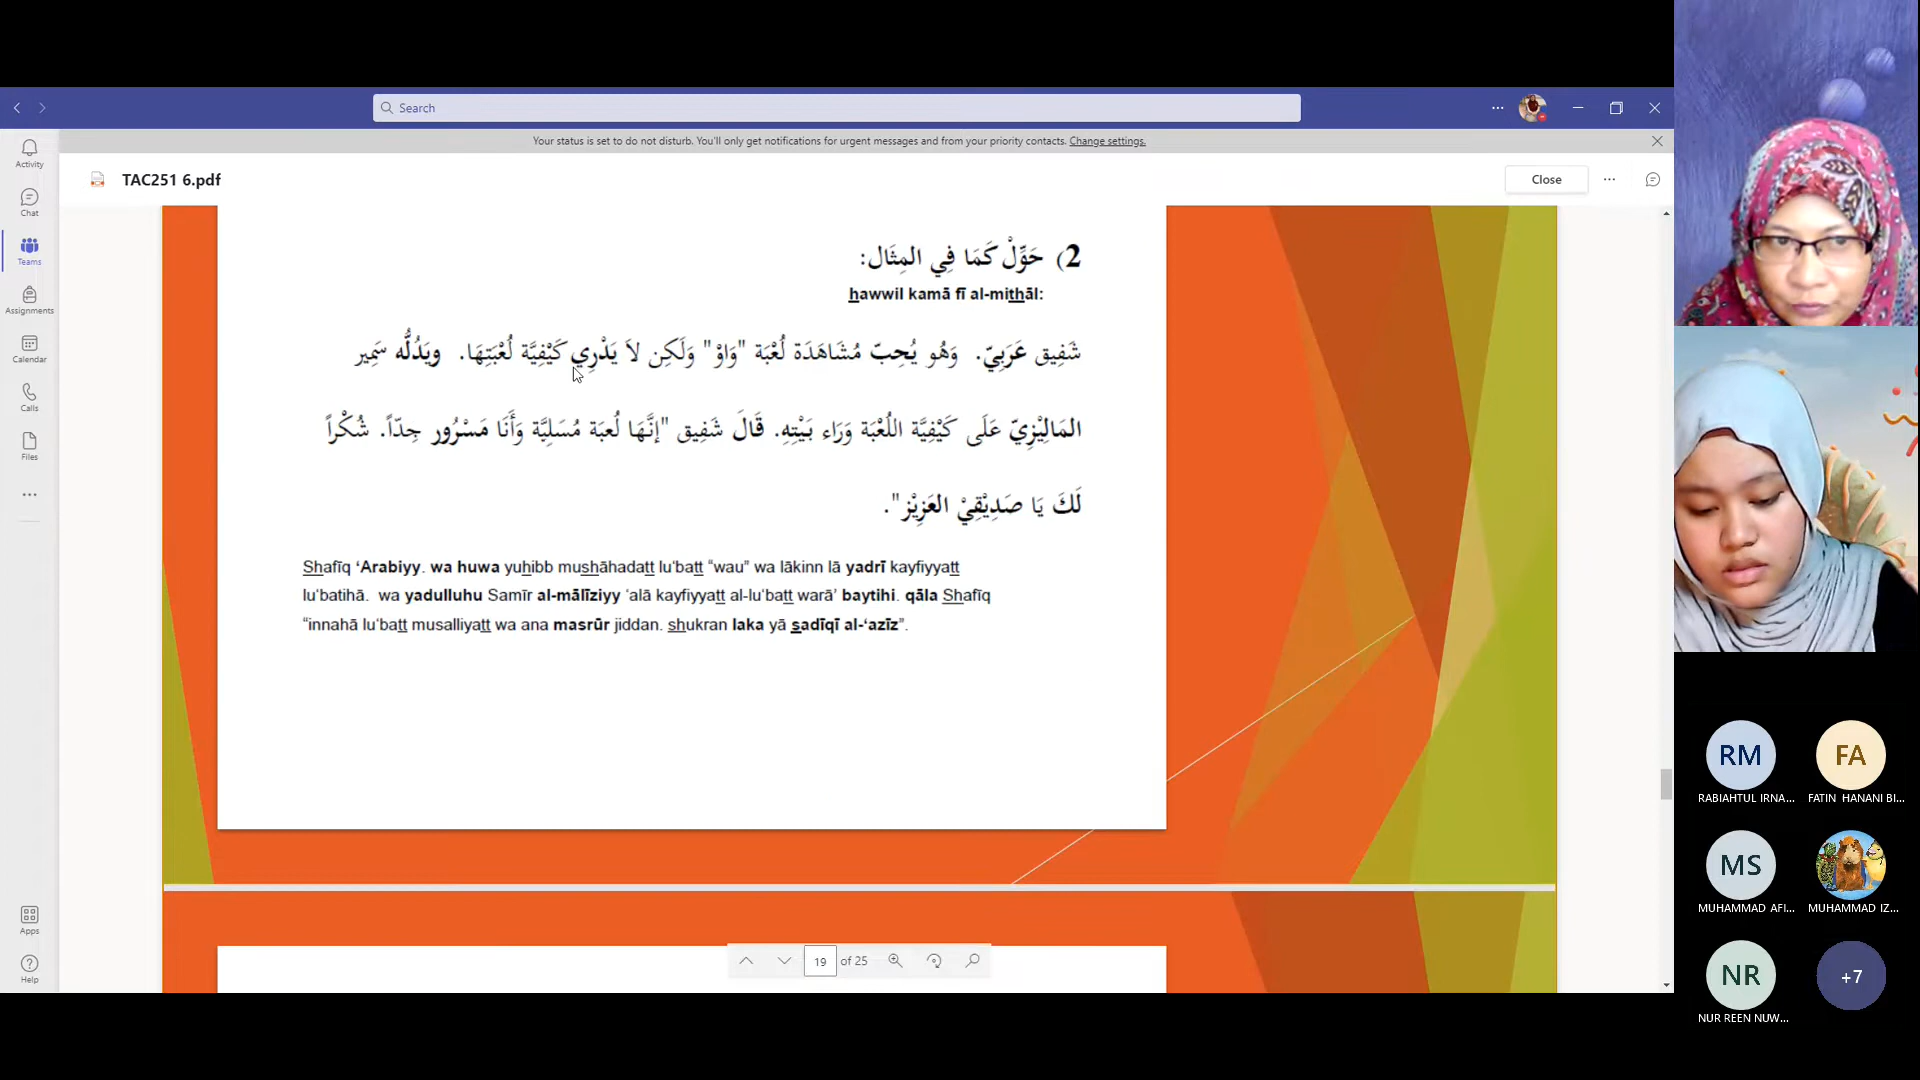 Search
Your status is set to do not disturb. You'll only get notifications for urgent messages and from your priority contacts. Change settings.
Activity
Chat
Teams
Assignments
Calendar
Calls
Files
Apps
Help
TAC251 6.pdf
Close
2) حَوِّلْ كَمَا فِي المِثَال:
hawwil kamā fī al-mithāl:
شَفِيق عَرَبِيّ. وَهُو يُحِبّ مُشَاهَدَة لُعْبَة "وَاوْ" وَلَكِن لاَ يَدْرِي كَيْفِيَّة لُعْبَتِهَا. ويَدُلُّه سَمِير
المَالِيْزِيّ عَلَى كَيْفِيَّة اللُعْبَة وَرَاء بَيْتِهِ. قَالَ شَفِيق "إنَّهَا لُعبَة مُسَلِيَّة وَأَنَا مَسْرُور جِدّاً. شُكْراً
لَكَ يَا صَدِيْقِيْ العَزِيْز".
Shafīq ‘Arabiyy. wa huwa yuhibb mushāhadatt lu‘batt “wau” wa lākinn lā yadrī kayfiyyatt
lu‘batihā. wa yadulluhu Samīr al-mālīziyy ‘alā kayfiyyatt al-lu‘batt warā’ baytihi. qāla Shafīq
“innahā lu‘batt musalliyatt wa ana masrūr jiddan. shukran laka yā sadīqī al-‘azīz”.
19 of 25
RM
RABIAHTUL IRNA...
FA
FATIN HANANI BI...
MS
MUHAMMAD AFI...
MUHAMMAD IZ...
NR
NUR REEN NUW...
+7